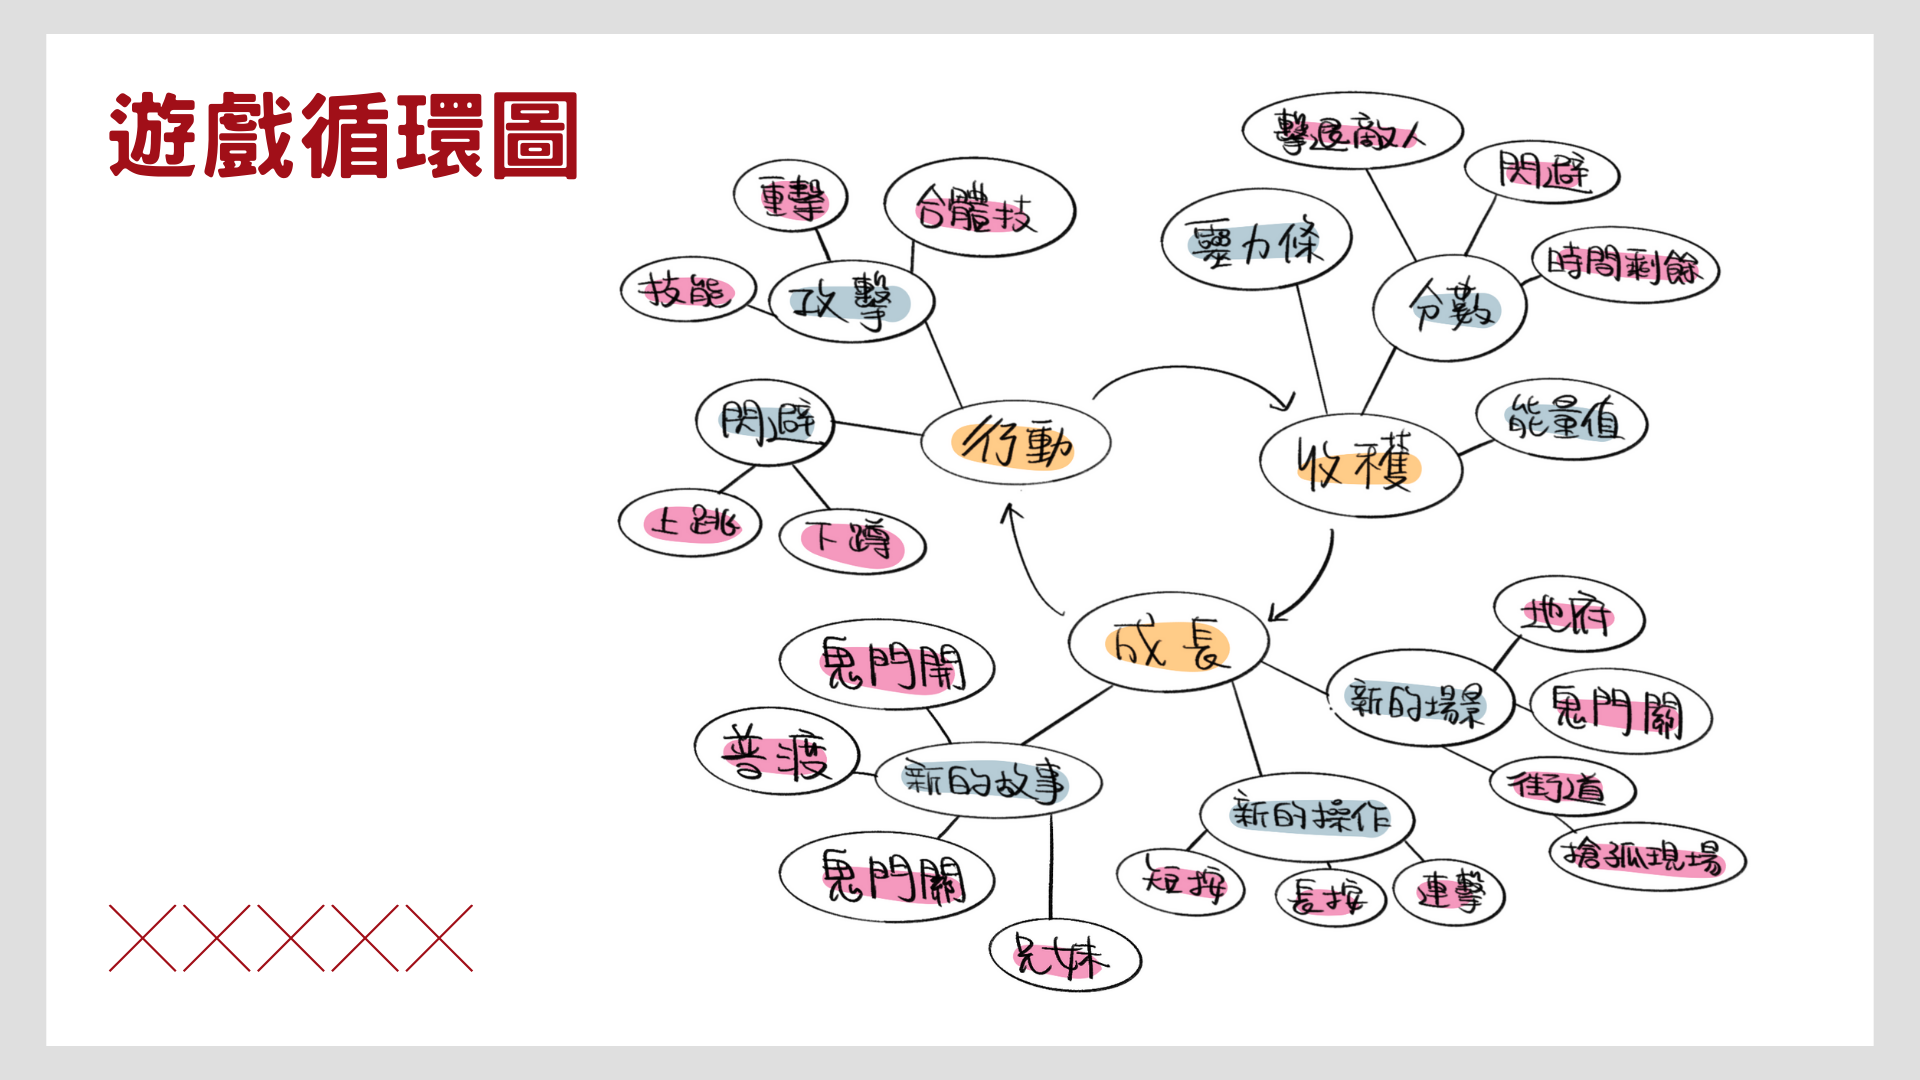 遊戲循環圖
重擊
合體技
技能
攻擊
閃避
上跳
下蹲
行動
擊退敵人
閃避
靈力條
時間剩餘
分數
能量值
收穫
成長
地府
新的場景
鬼門關
街道
搶孤現場
鬼門開
普渡
新的故事
鬼門關
兄妹
新的操作
短按
長按
連擊